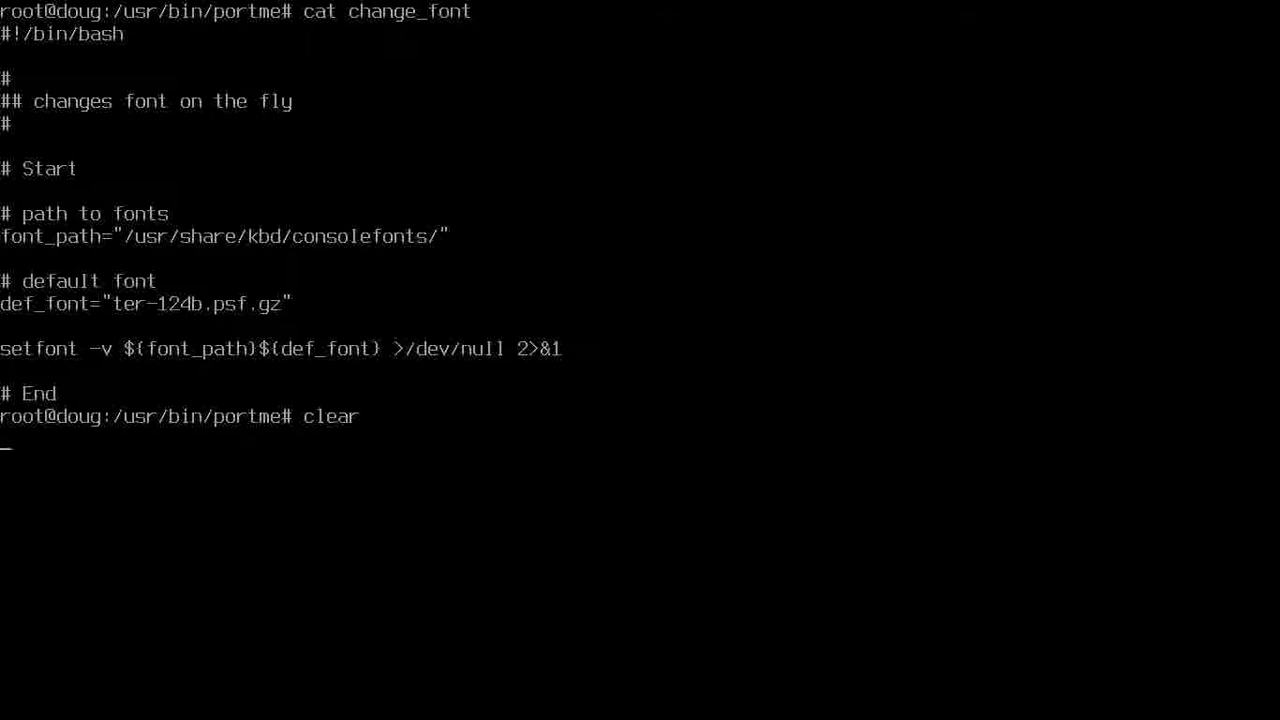 root@doug:/usr/bin/portme# cat change_font
#!/bin/bash
#
## changes font on the fly
#
# Start
# path to fonts
font_path="/usr/share/kbd/consolefonts/"
# default font
def_font="ter-124b.psf.gz"
setfont -v ${font_path}${def_font} >/dev/null 2>&1
# End
root@doug:/usr/bin/portme# clear